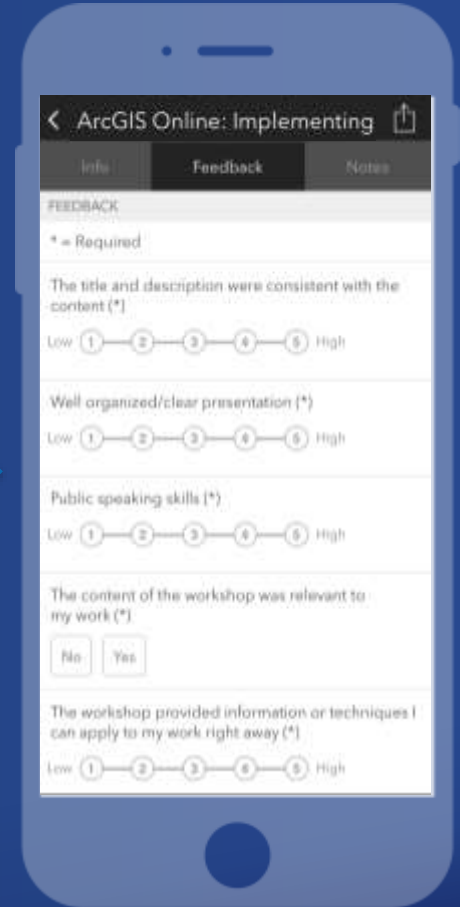 ArcGIS Online: Implementing
Info Feedback Notes
FEEDBACK
* = Required
The title and description were consistent with the
content (*)
Low 1 2 3 4 5 High
Well organized/clear presentation (*)
Low 1 2 3 4 5 High
Public speaking skills (*)
Low 1 2 3 4 5 High
The content of the workshop was relevant to
my work (*)
No Yes
The workshop provided information or techniques I
can apply to my work right away (*)
Low 1 2 3 4 5 High